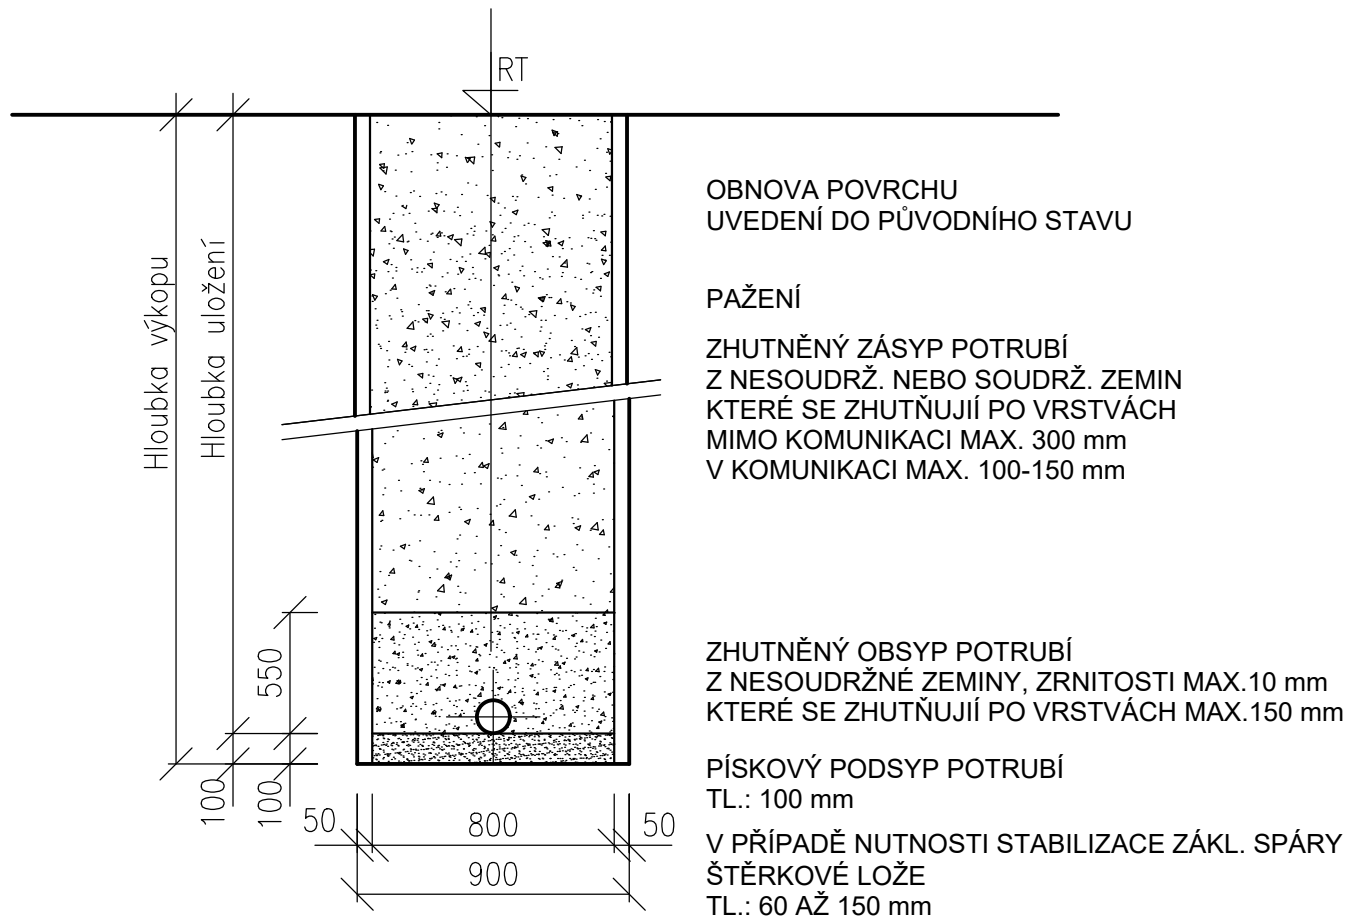 RT
OBNOVA POVRCHU
UVEDENÍ DO PŮVODNÍHO STAVU
PAŽENÍ
Hloubka výkopu
Hloubka uložení
ZHUTNĚNÝ ZÁSYP POTRUBÍ
Z NESOUDRŽ. NEBO SOUDRŽ. ZEMIN
KTERÉ SE ZHUTŇUJIÍ PO VRSTVÁCH
MIMO KOMUNIKACI MAX. 300 mm
V KOMUNIKACI MAX. 100-150 mm
550
ZHUTNĚNÝ OBSYP POTRUBÍ
Z NESOUDRŽNÉ ZEMINY, ZRNITOSTI MAX.10 mm
KTERÉ SE ZHUTŇUJIÍ PO VRSTVÁCH MAX.150 mm
100
100
PÍSKOVÝ PODSYP POTRUBÍ
TL.: 100 mm
50
800
50
900
V PŘÍPADĚ NUTNOSTI STABILIZACE ZÁKL. SPÁRY
ŠTĚRKOVÉ LOŽE
TL.: 60 AŽ 150 mm